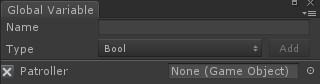 Global Variable
Name
Type Bool Add
Patroller None (Game Object)